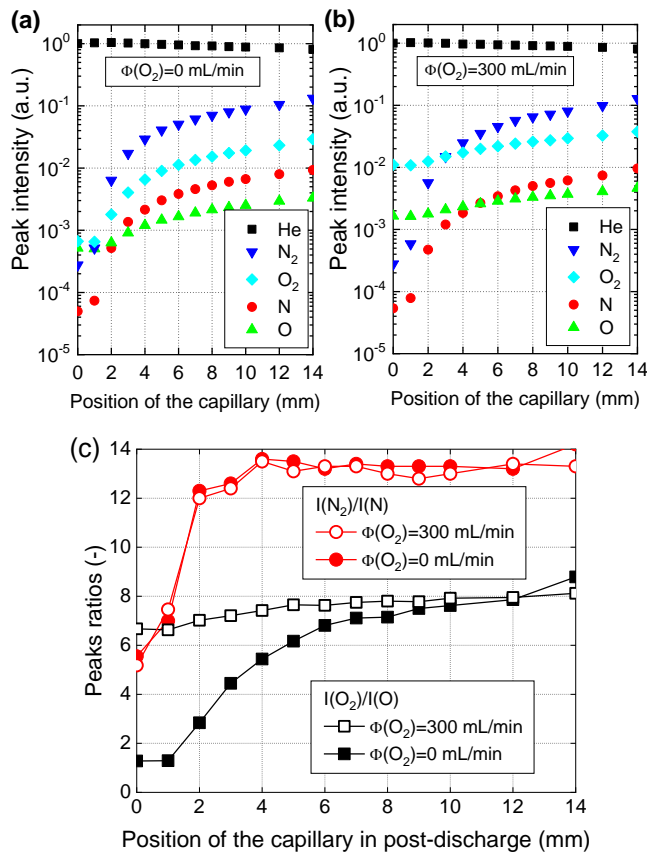 (a)
Φ(O₂)=0 mL/min
Peak intensity (a.u.)
10⁰
10⁻¹
10⁻²
10⁻³
10⁻⁴
10⁻⁵
He
N₂
O₂
N
O
0 2 4 6 8 10 12 14
Position of the capillary (mm)
(b)
Φ(O₂)=300 mL/min
Peak intensity (a.u.)
10⁰
10⁻¹
10⁻²
10⁻³
10⁻⁴
10⁻⁵
He
N₂
O₂
N
O
0 2 4 6 8 10 12 14
Position of the capillary (mm)
(c)
Peaks ratios (-)
14
12
10
8
6
4
2
0
I(N₂)/I(N)
Φ(O₂)=300 mL/min
Φ(O₂)=0 mL/min
I(O₂)/I(O)
Φ(O₂)=300 mL/min
Φ(O₂)=0 mL/min
0 2 4 6 8 10 12 14
Position of the capillary in post-discharge (mm)